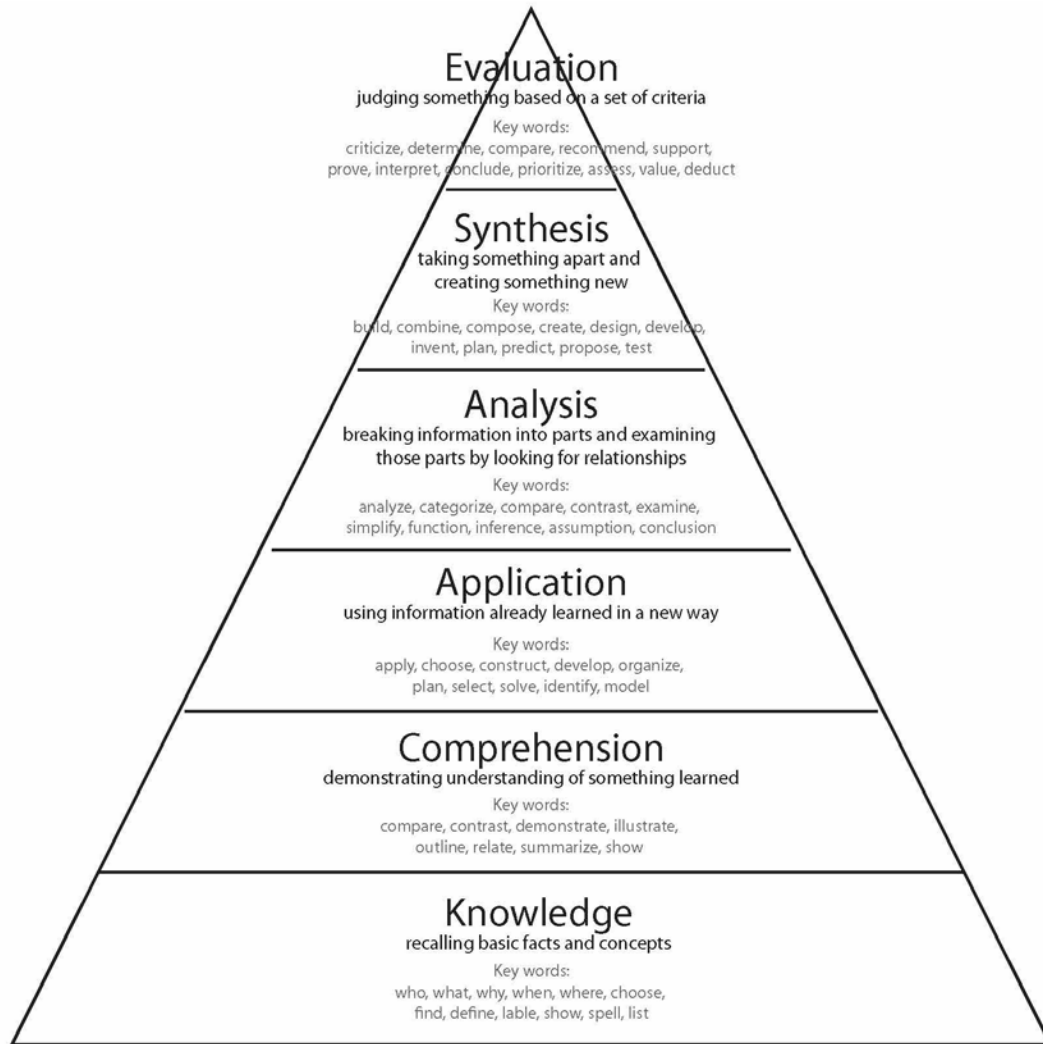 Evaluation
judging something based on a set of criteria
Key words:
criticize, determine, compare, recommend, support,
prove, interpret, conclude, prioritize, assess, value, deduct
Synthesis
taking something apart and
creating something new
Key words:
build, combine, compose, create, design, develop,
invent, plan, predict, propose, test
Analysis
breaking information into parts and examining
those parts by looking for relationships
Key words:
analyze, categorize, compare, contrast, examine,
simplify, function, inference, assumption, conclusion
Application
using information already learned in a new way
Key words:
apply, choose, construct, develop, organize,
plan, select, solve, identify, model
Comprehension
demonstrating understanding of something learned
Key words:
compare, contrast, demonstrate, illustrate,
outline, relate, summarize, show
Knowledge
recalling basic facts and concepts
Key words:
who, what, why, when, where, choose,
find, define, lable, show, spell, list